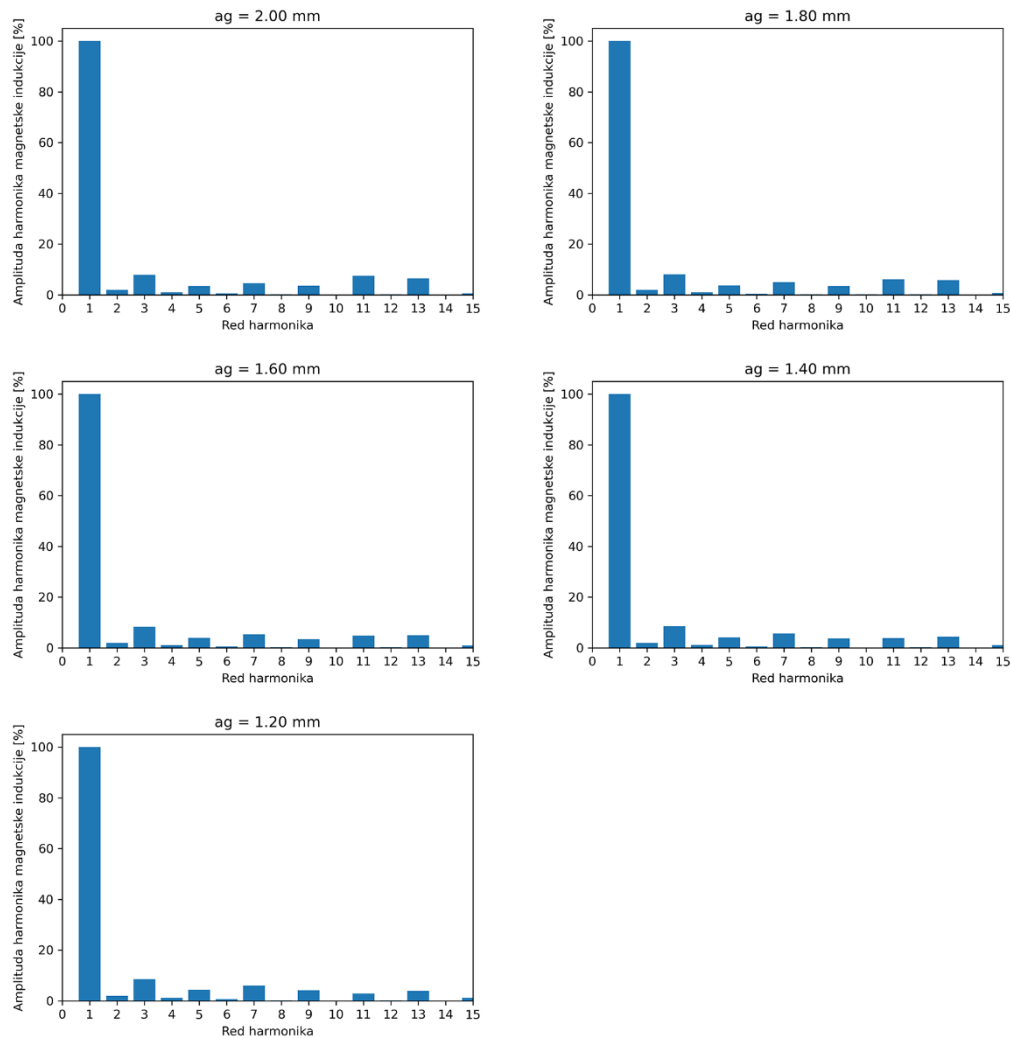 ag = 2.00 mm
Amplituda harmonika magnetske indukcije [%]
100
80
60
40
20
0
0 1 2 3 4 5 6 7 8 9 10 11 12 13 14 15
Red harmonika
ag = 1.80 mm
Amplituda harmonika magnetske indukcije [%]
100
80
60
40
20
0
0 1 2 3 4 5 6 7 8 9 10 11 12 13 14 15
Red harmonika
ag = 1.60 mm
Amplituda harmonika magnetske indukcije [%]
100
80
60
40
20
0
0 1 2 3 4 5 6 7 8 9 10 11 12 13 14 15
Red harmonika
ag = 1.40 mm
Amplituda harmonika magnetske indukcije [%]
100
80
60
40
20
0
0 1 2 3 4 5 6 7 8 9 10 11 12 13 14 15
Red harmonika
ag = 1.20 mm
Amplituda harmonika magnetske indukcije [%]
100
80
60
40
20
0
0 1 2 3 4 5 6 7 8 9 10 11 12 13 14 15
Red harmonika